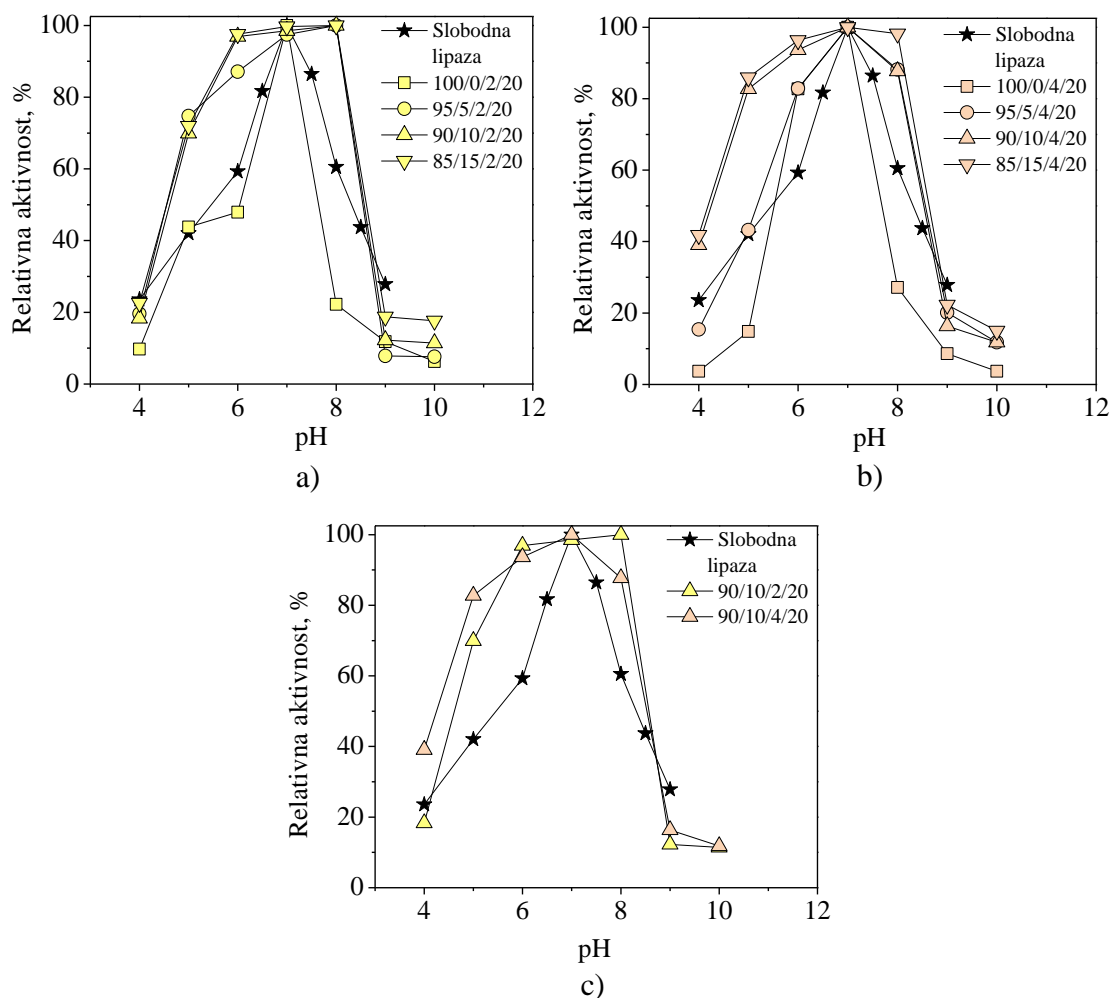 100
80
60
40
20
0
Relativna aktivnost, %
4 6 8 10 12
pH
Slobodna
lipaza
100/0/2/20
95/5/2/20
90/10/2/20
85/15/2/20
a)
100
80
60
40
20
0
Relativna aktivnost, %
4 6 8 10 12
pH
Slobodna
lipaza
100/0/4/20
95/5/4/20
90/10/4/20
85/15/4/20
b)
100
80
60
40
20
0
Relativna aktivnost, %
4 6 8 10 12
pH
Slobodna
lipaza
90/10/2/20
90/10/4/20
c)